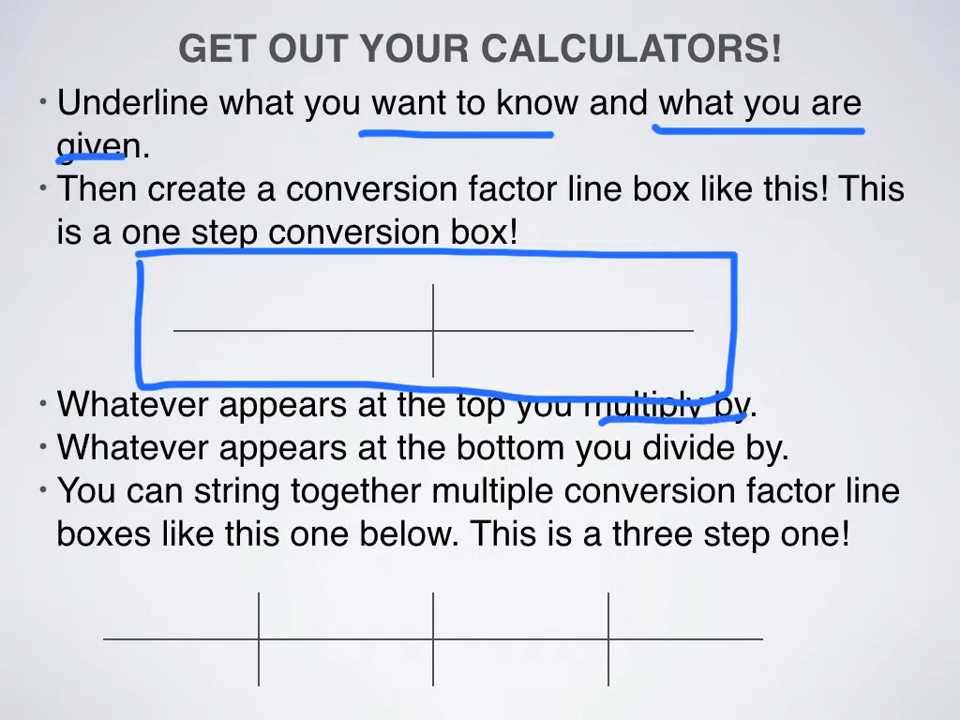 GET OUT YOUR CALCULATORS!
• Underline what you want to know and what you are
given.
• Then create a conversion factor line box like this! This
is a one step conversion box!
• Whatever appears at the top you multiply by.
• Whatever appears at the bottom you divide by.
• You can string together multiple conversion factor line
boxes like this one below. This is a three step one!